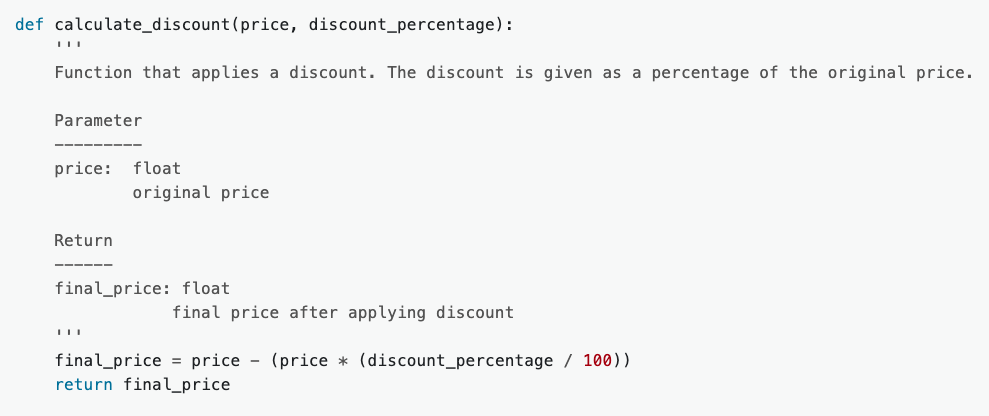 def calculate_discount(price, discount_percentage):
    '''
    Function that applies a discount. The discount is given as a percentage of the original price.

    Parameter
    ---------
    price:  float
            original price

    Return
    ------
    final_price: float
                final price after applying discount
    '''
    final_price = price - (price * (discount_percentage / 100))
    return final_price